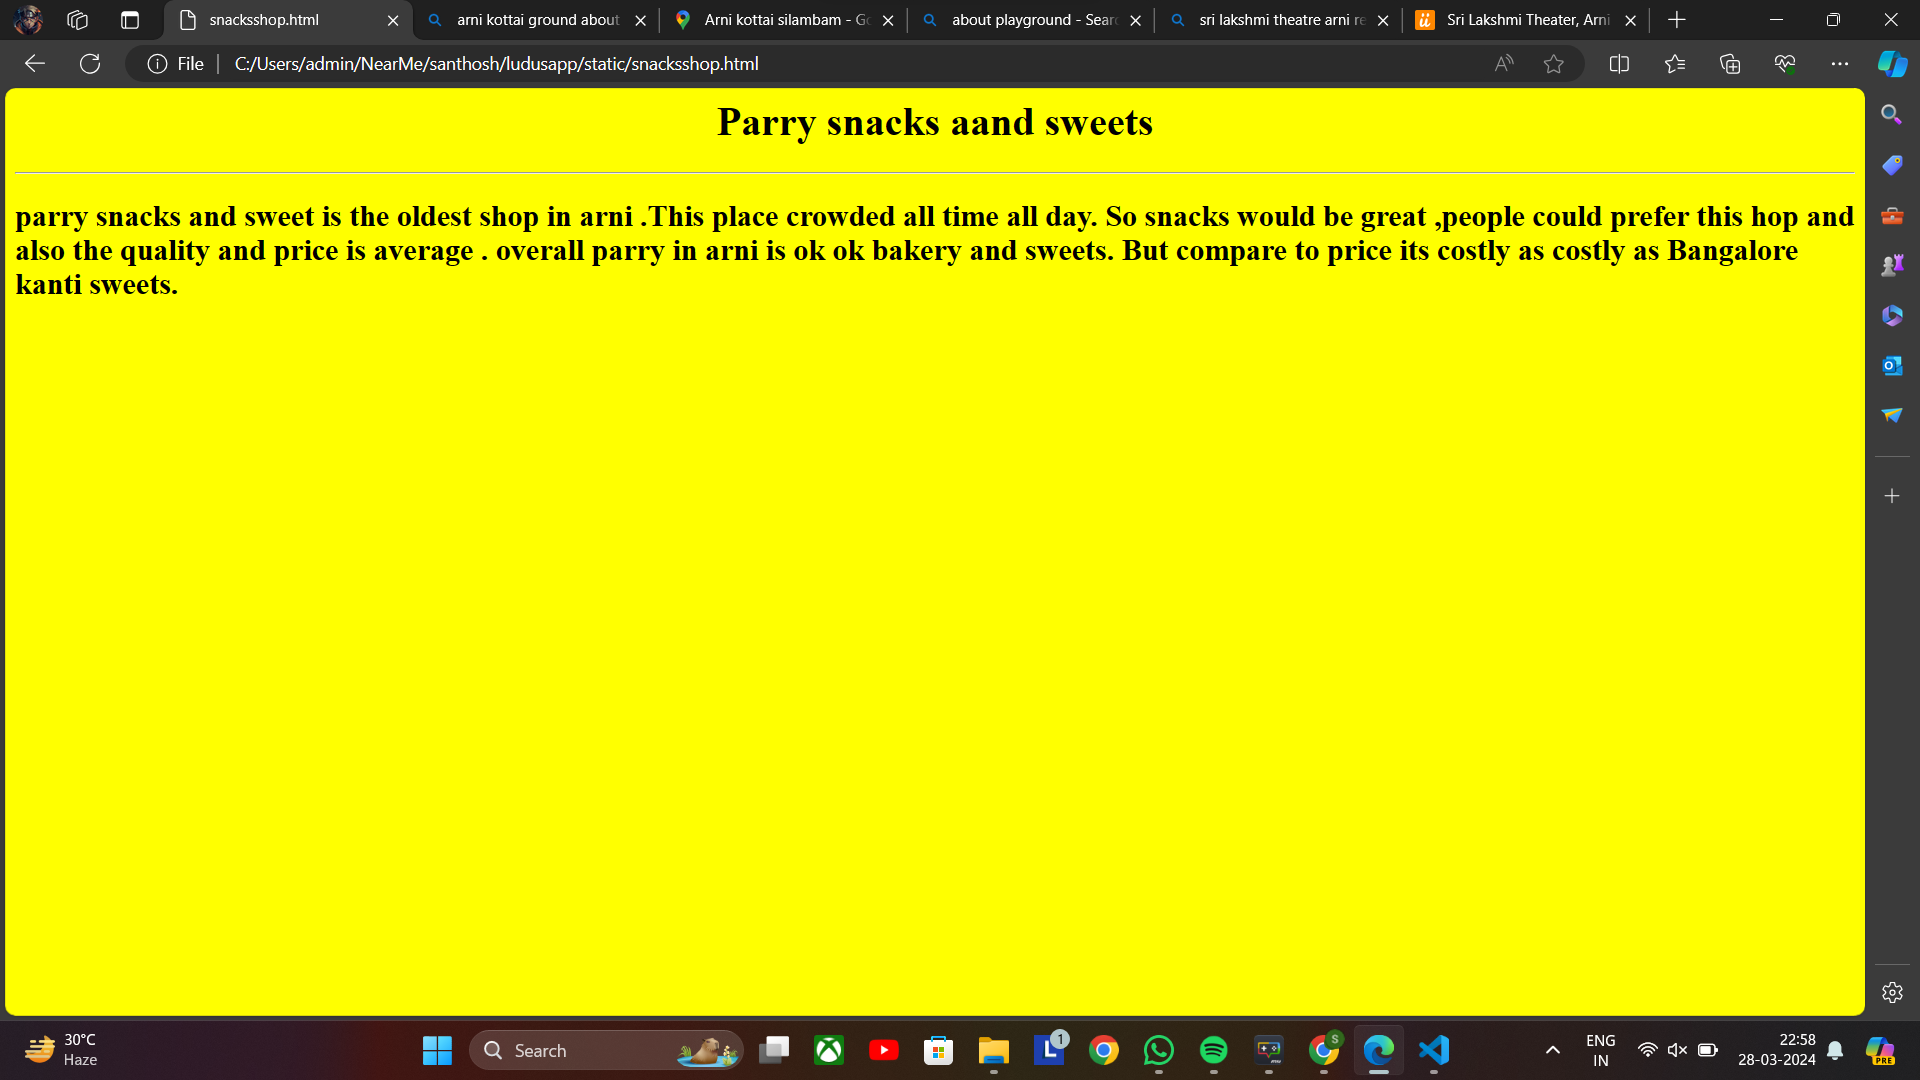 snacksshop.html
arni kottai ground about
Arni kottai silambam - Go
about playground - Searc
sri lakshmi theatre arni re
Sri Lakshmi Theater, Arni
File
C:/Users/admin/NearMe/santhosh/ludusapp/static/snacksshop.html
Parry snacks aand sweets
parry snacks and sweet is the oldest shop in arni .This place crowded all time all day. So snacks would be great ,people could prefer this hop and
also the quality and price is average . overall parry in arni is ok ok bakery and sweets. But compare to price its costly as costly as Bangalore
kanti sweets.
30°C
Haze
Search
L
1
S
ENG
IN
22:58
28-03-2024
PRE